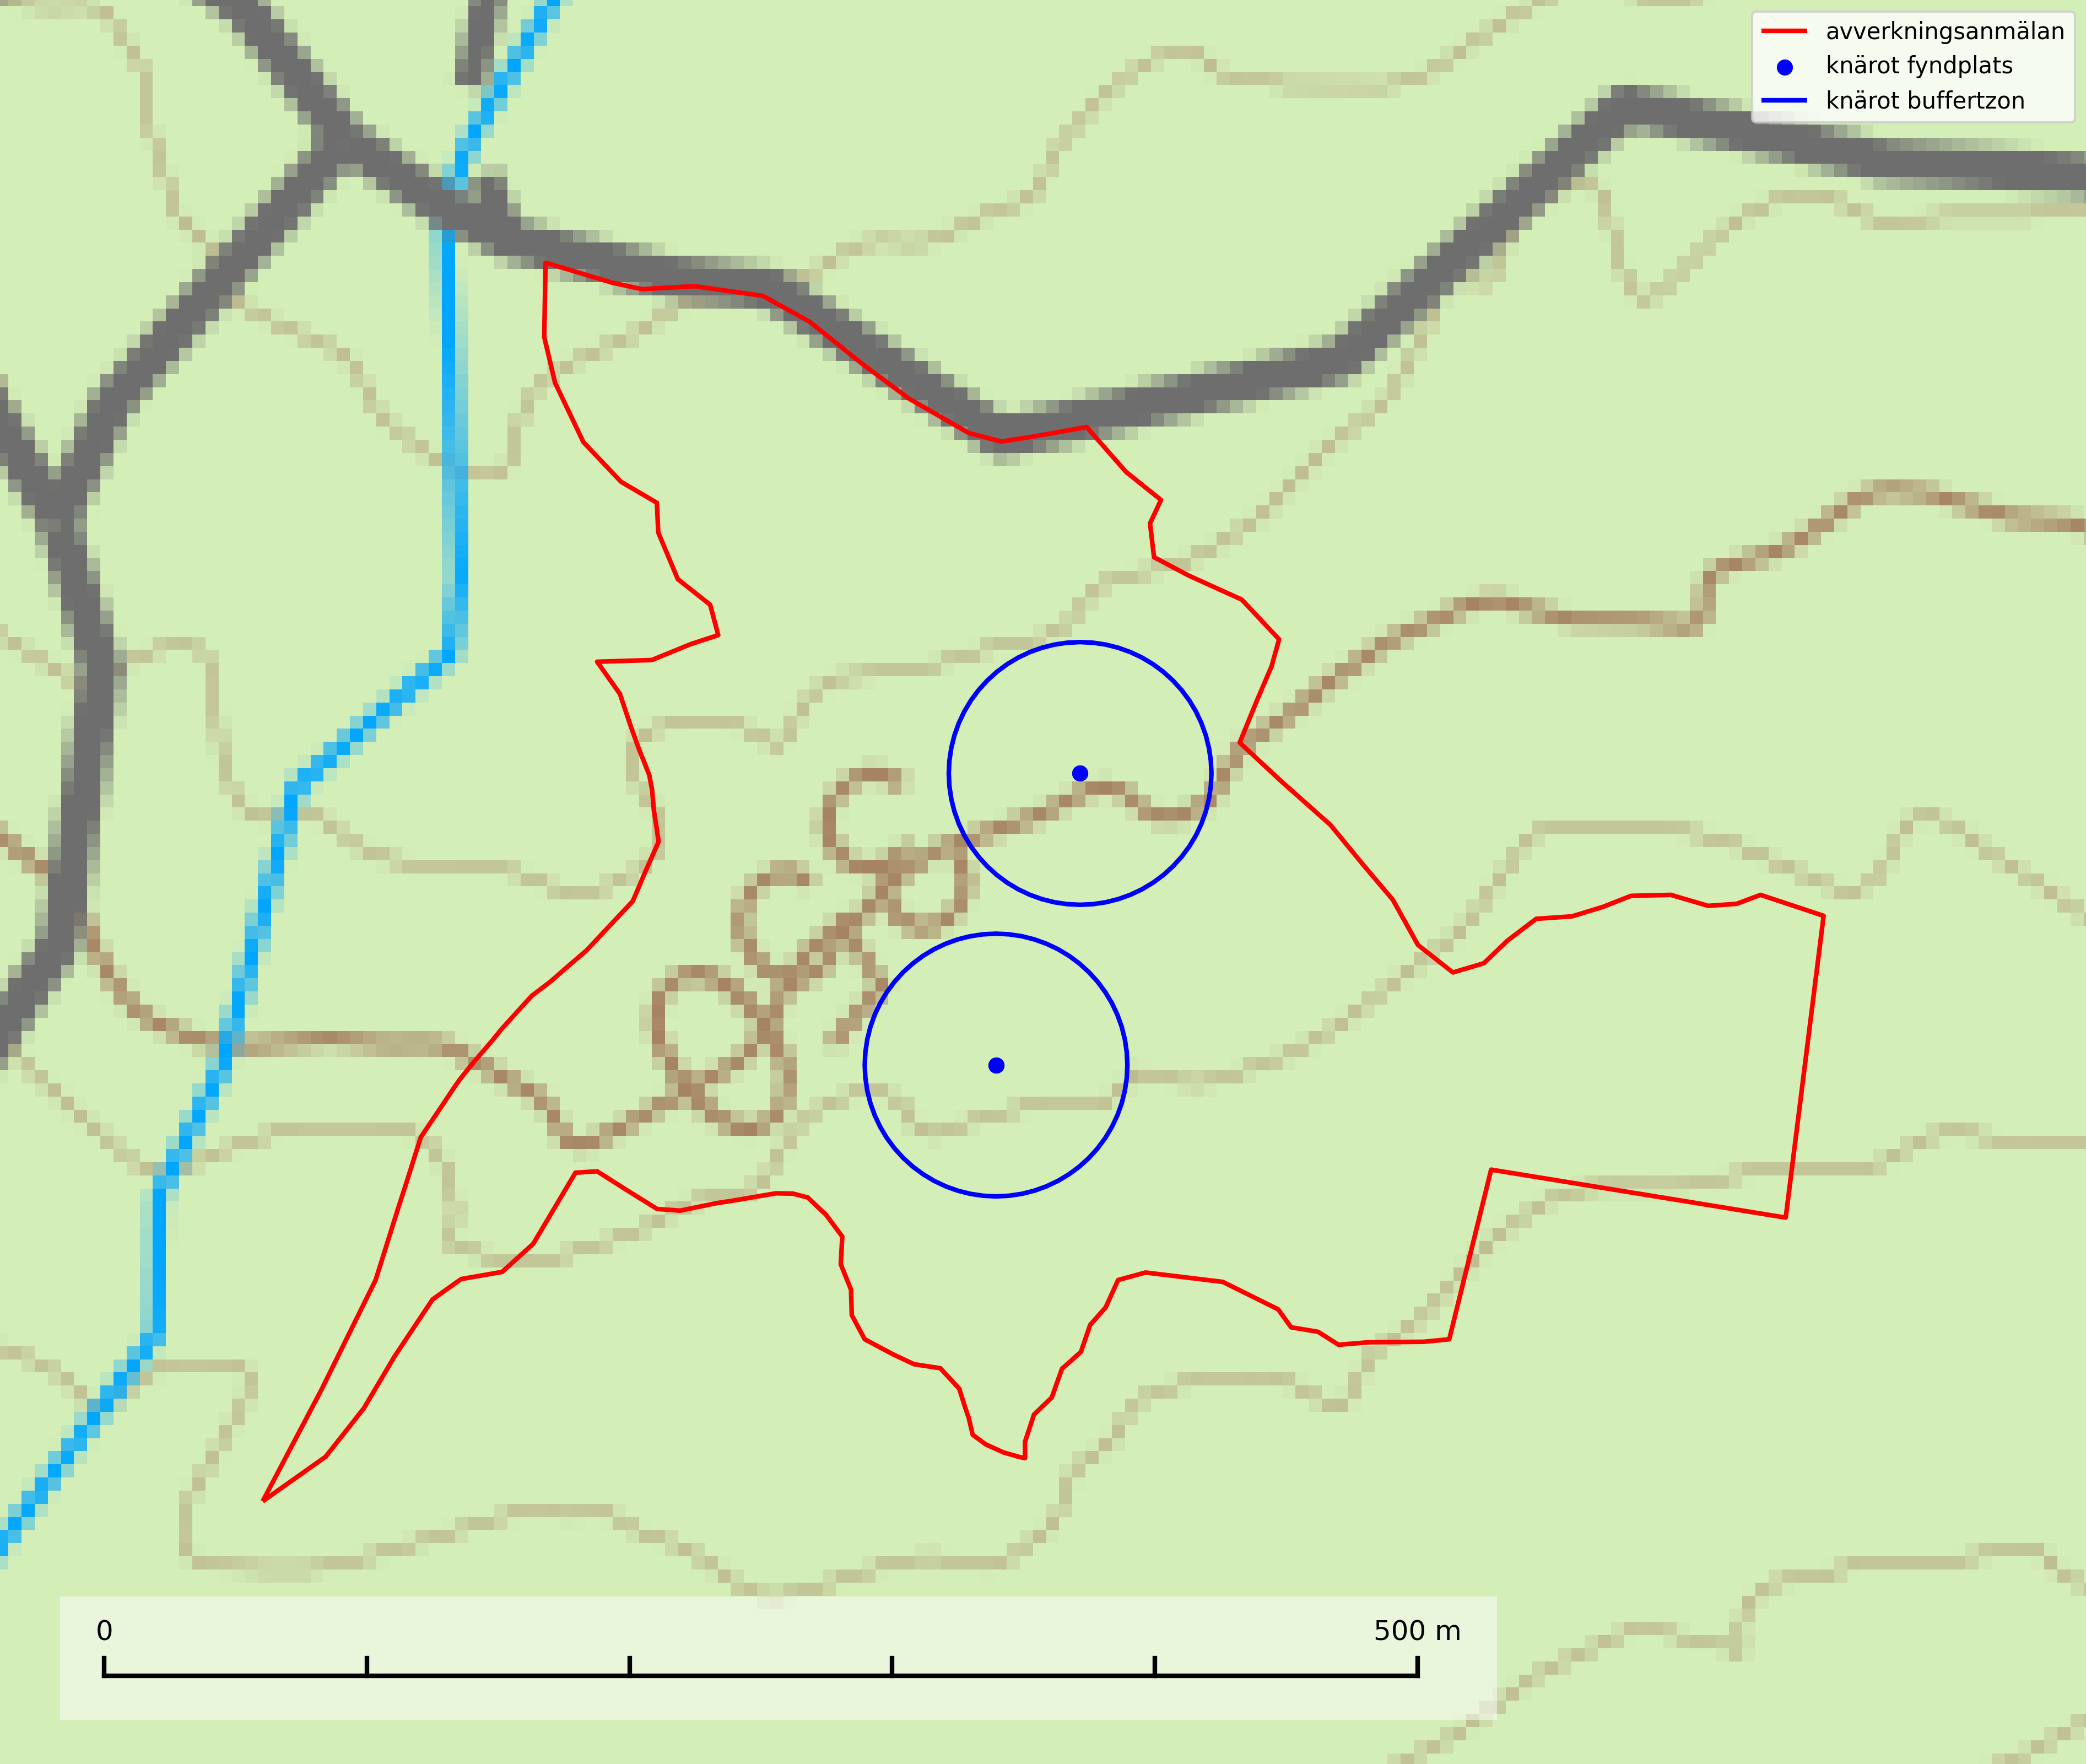 avverkningsanmälan
knärot fyndplats
knärot buffertzon
0
500 m